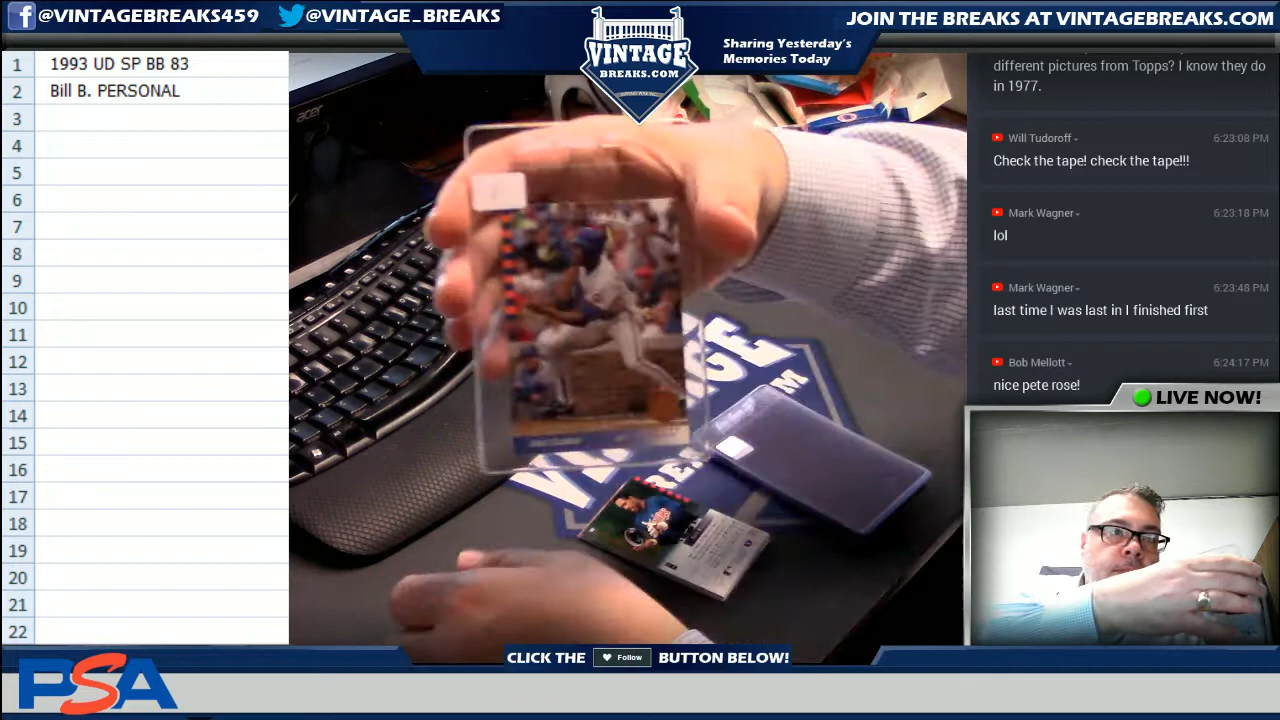 @VINTAGEBREAKS459
@VINTAGE_BREAKS
VINTAGE
BREAKS.COM
Sharing Yesterday's
Memories Today
JOIN THE BREAKS AT VINTAGEBREAKS.COM
1 1993 UD SP BB 83
2 Bill B. PERSONAL
3
4
5
6
7
8
9
10
11
12
13
14
15
16
17
18
19
20
21
22
acer
different pictures from Topps? I know they do
in 1977.
Will Tudoroff 6:23:08 PM
Check the tape! check the tape!!!
Mark Wagner 6:23:18 PM
lol
Mark Wagner 6:23:48 PM
last time I was last in I finished first
Bob Mellott 6:24:17 PM
nice pete rose!
LIVE NOW!
CLICK THE Follow BUTTON BELOW!
PSA